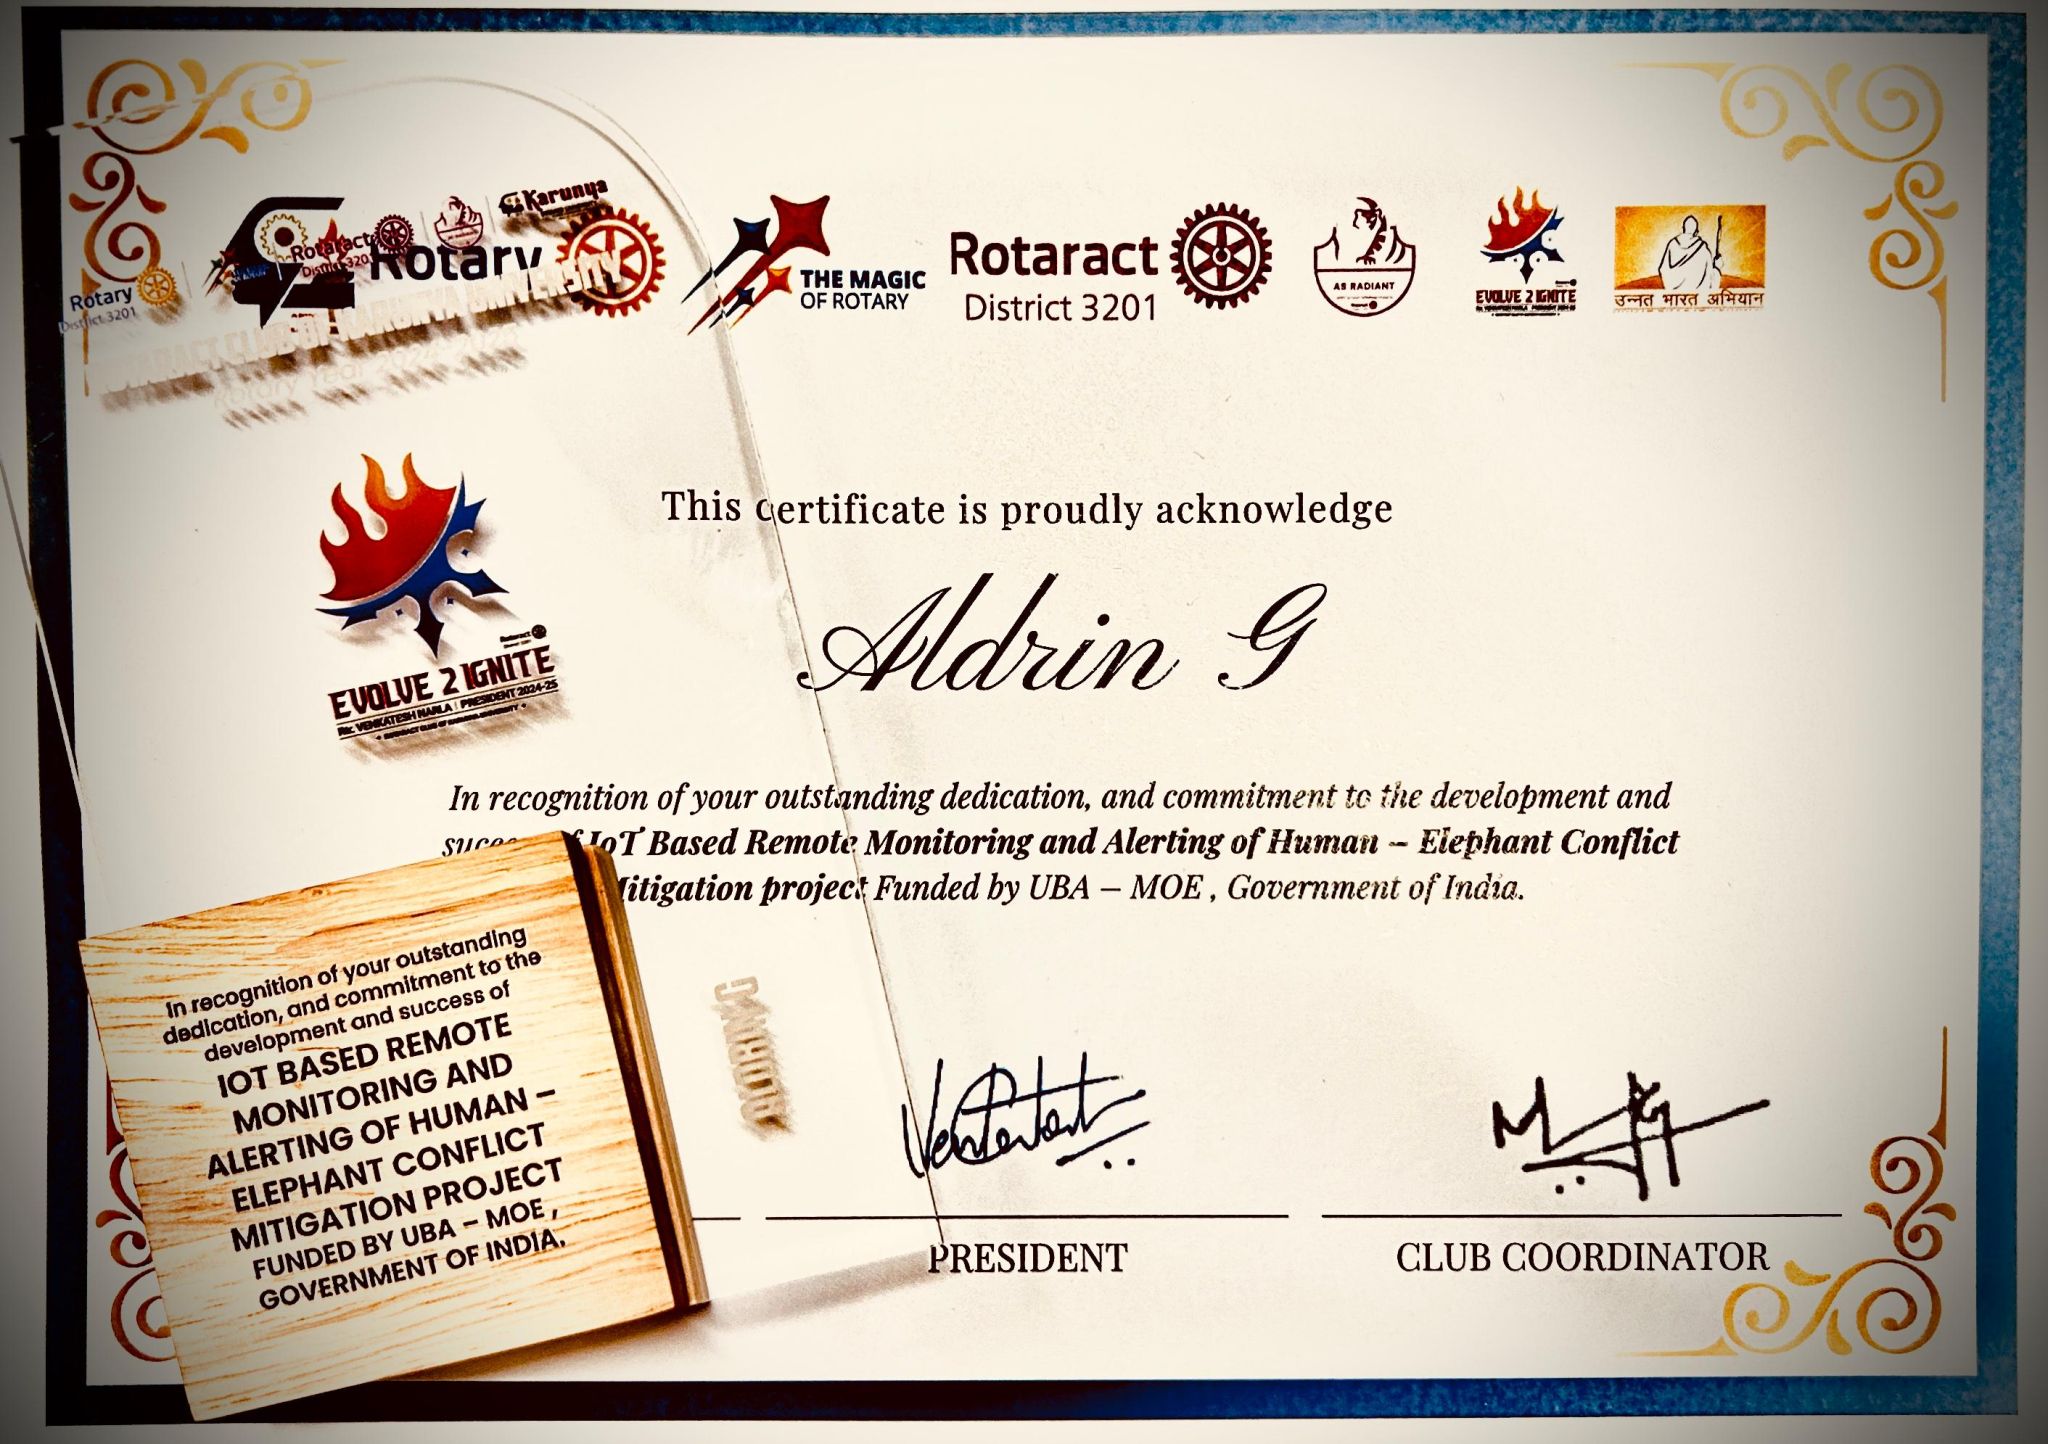 Karunya
Rotaract
District 3201
Rotary
District 3201
Rotary
THE MAGIC
OF ROTARY
Rotaract
District 3201
AS RADIANT
EVOLVE 2 IGNITE
उन्नत भारत अभियान
ROTARACT CLUB OF KARUNYA UNIVERSITY
Rotary Year 2024-2025
Rotaract
EVOLVE 2 IGNITE
Rtr. VENKATESH NARLA | PRESIDENT 2024-25
ROTARACT CLUB OF KARUNYA UNIVERSITY
This certificate is proudly acknowledge
Aldrin G
In recognition of your outstanding dedication, and commitment to the development and
of IoT Based Remote Monitoring and Alerting of Human – Elephant Conflict
Mitigation project Funded by UBA – MOE , Government of India.
In recognition of your outstanding
dedication, and commitment to the
development and success of
IOT BASED REMOTE
MONITORING AND
ALERTING OF HUMAN –
ELEPHANT CONFLICT
MITIGATION PROJECT
FUNDED BY UBA – MOE ,
GOVERNMENT OF INDIA.
PRESIDENT
CLUB COORDINATOR